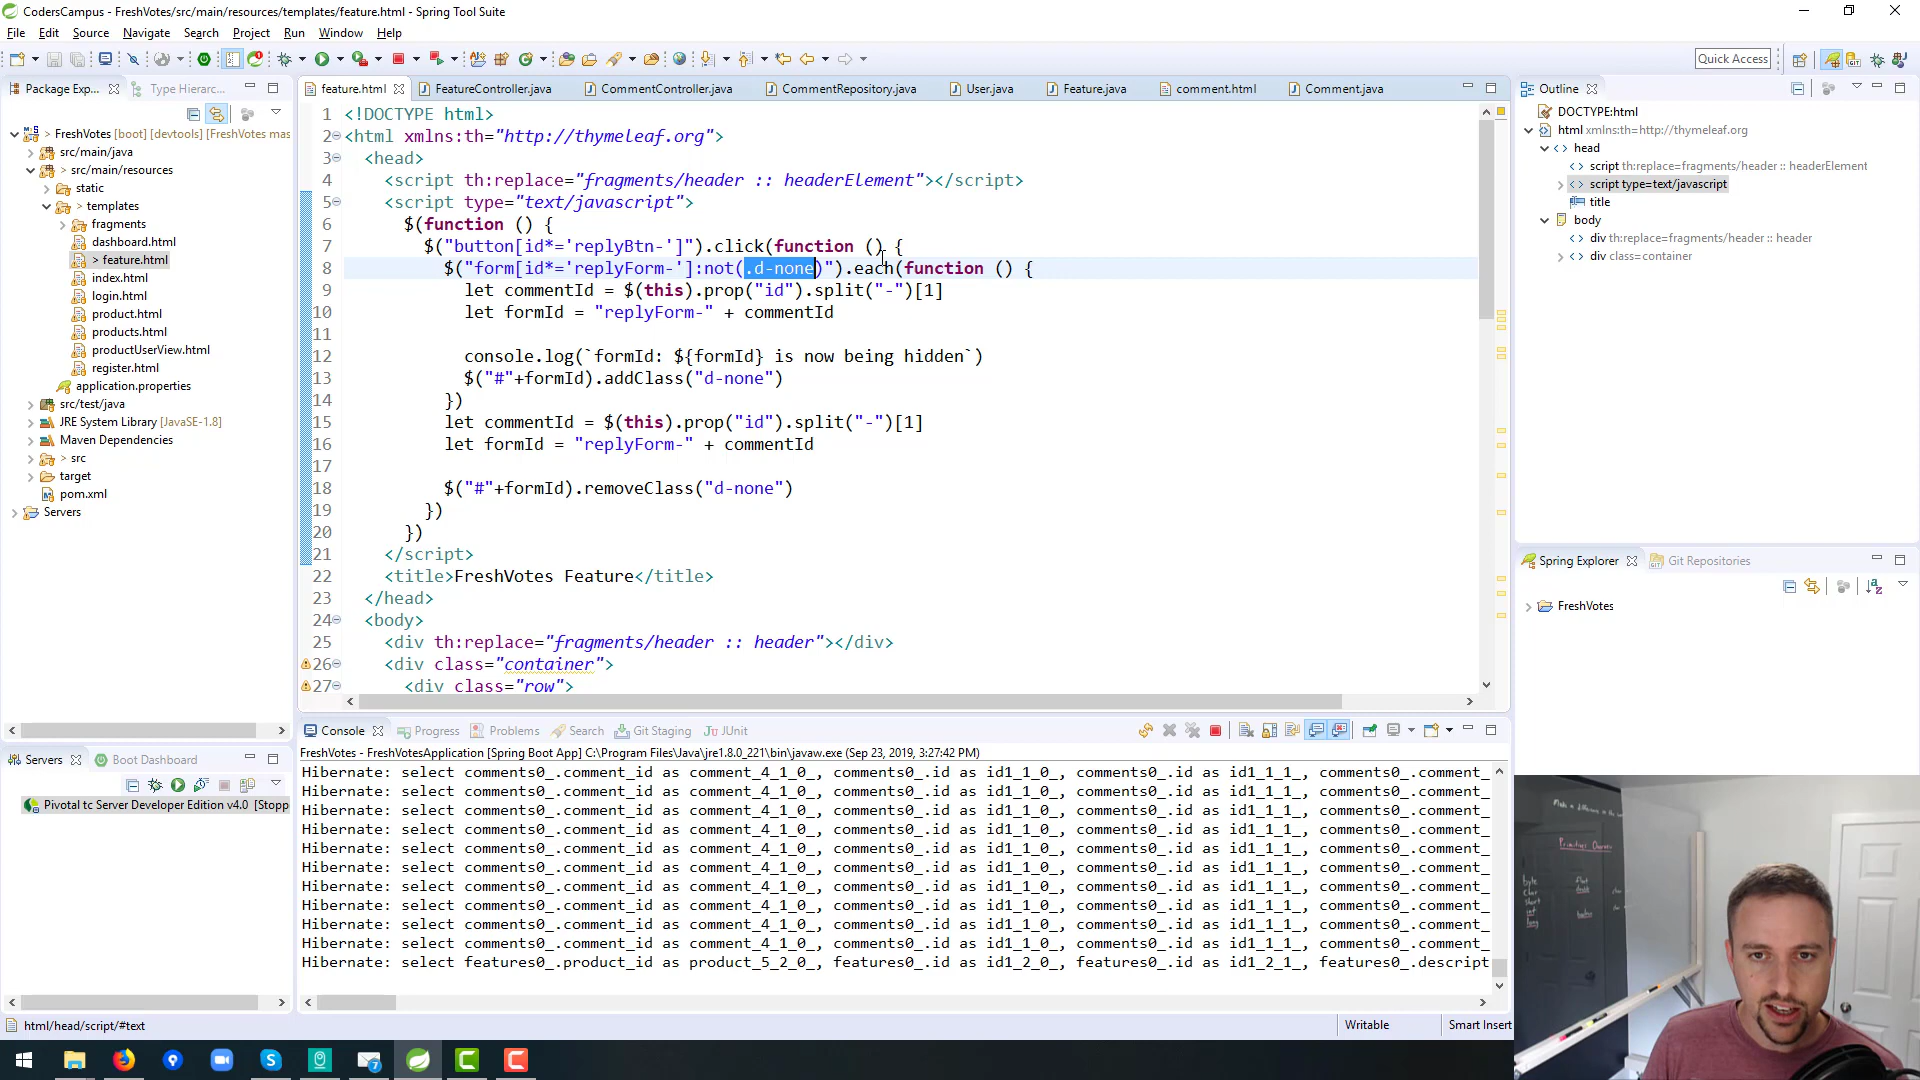 CodersCampus - FreshVotes/src/main/resources/templates/feature.html - Spring Tool Suite
File Edit Source Navigate Search Project Run Window Help
Quick Access
Package Exp...
Type Hierarc...
FreshVotes [boot] [devtools] [FreshVotes mas
src/main/java
src/main/resources
static
templates
fragments
dashboard.html
> feature.html
index.html
login.html
product.html
products.html
productUserView.html
register.html
application.properties
src/test/java
JRE System Library [JavaSE-1.8]
Maven Dependencies
> src
target
pom.xml
Servers
feature.html
FeatureController.java
CommentController.java
CommentRepository.java
User.java
Feature.java
comment.html
Comment.java
1 <!DOCTYPE html>
2 <html xmlns:th="http://thymeleaf.org">
3 <head>
4 <script th:replace="fragments/header :: headerElement"></script>
5 <script type="text/javascript">
6 $(function () {
7 $("button[id*='replyBtn-']").click(function () {
8 $("form[id*='replyForm-']:not(.d-none)").each(function () {
9 let commentId = $(this).prop("id").split("-")[1]
10 let formId = "replyForm-" + commentId
11
12 console.log(`formId: ${formId} is now being hidden`)
13 $("#"+formId).addClass("d-none")
14 })
15 let commentId = $(this).prop("id").split("-")[1]
16 let formId = "replyForm-" + commentId
17
18 $("#"+formId).removeClass("d-none")
19 })
20 })
21 </script>
22 <title>FreshVotes Feature</title>
23 </head>
24 <body>
25 <div th:replace="fragments/header :: header"></div>
26 <div class="container">
27 <div class="row">
Outline
DOCTYPE:html
html xmlns:th=http://thymeleaf.org
head
script th:replace=fragments/header :: headerElement
script type=text/javascript
title
body
div th:replace=fragments/header :: header
div class=container
Spring Explorer
Git Repositories
FreshVotes
Servers
Boot Dashboard
Pivotal tc Server Developer Edition v4.0 [Stopp
Console Progress Problems Search Git Staging JUnit
FreshVotes - FreshVotesApplication [Spring Boot App] C:\Program Files\Java\jre1.8.0_221\bin\javaw.exe (Sep 23, 2019, 3:27:42 PM)
Hibernate: select comments0_.comment_id as comment_4_1_0_, comments0_.id as id1_1_0_, comments0_.id as id1_1_1_, comments0_.comment_
Hibernate: select comments0_.comment_id as comment_4_1_0_, comments0_.id as id1_1_0_, comments0_.id as id1_1_1_, comments0_.comment_
Hibernate: select comments0_.comment_id as comment_4_1_0_, comments0_.id as id1_1_0_, comments0_.id as id1_1_1_, comments0_.comment_
Hibernate: select comments0_.comment_id as comment_4_1_0_, comments0_.id as id1_1_0_, comments0_.id as id1_1_1_, comments0_.comment_
Hibernate: select comments0_.comment_id as comment_4_1_0_, comments0_.id as id1_1_0_, comments0_.id as id1_1_1_, comments0_.comment_
Hibernate: select comments0_.comment_id as comment_4_1_0_, comments0_.id as id1_1_0_, comments0_.id as id1_1_1_, comments0_.comment_
Hibernate: select comments0_.comment_id as comment_4_1_0_, comments0_.id as id1_1_0_, comments0_.id as id1_1_1_, comments0_.comment_
Hibernate: select comments0_.comment_id as comment_4_1_0_, comments0_.id as id1_1_0_, comments0_.id as id1_1_1_, comments0_.comment_
Hibernate: select comments0_.comment_id as comment_4_1_0_, comments0_.id as id1_1_0_, comments0_.id as id1_1_1_, comments0_.comment_
Hibernate: select comments0_.comment_id as comment_4_1_0_, comments0_.id as id1_1_0_, comments0_.id as id1_1_1_, comments0_.comment_
Hibernate: select features0_.product_id as product_5_2_0_, features0_.id as id1_2_0_, features0_.id as id1_2_1_, features0_.descript
html/head/script/#text
Writable
Smart Insert
byte
char
short
int
long